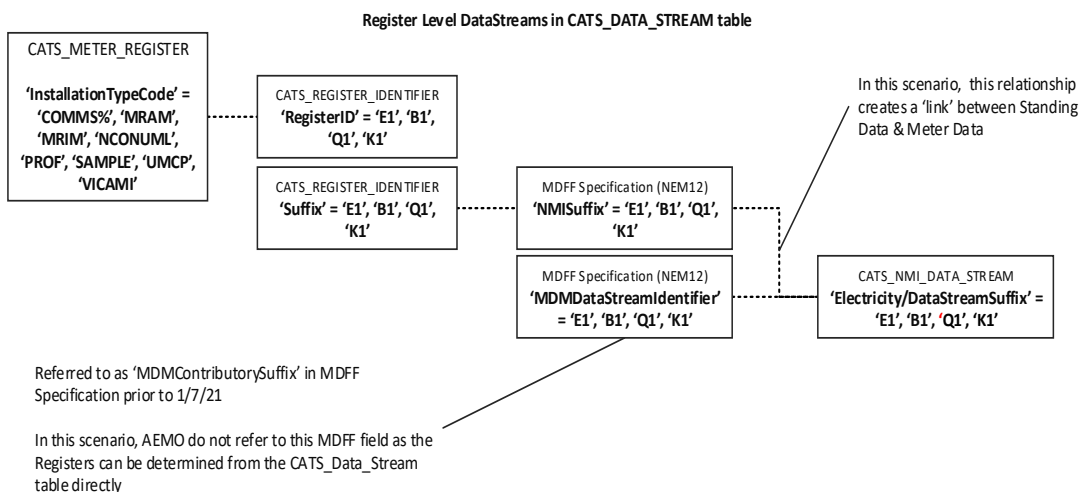 Register Level DataStreams in CATS_DATA_STREAM table
CATS_METER_REGISTER
‘InstallationTypeCode’ =
‘COMMS%’, ‘MRAM’,
‘MRIM’, ‘NCONUML’,
‘PROF’, ‘SAMPLE’, ‘UMCP’,
‘VICAMI’
CATS_REGISTER_IDENTIFIER
‘RegisterID’ = ‘E1’, ‘B1’,
‘Q1’, ‘K1’
In this scenario, this relationship
creates a ‘link’ between Standing
Data & Meter Data
CATS_REGISTER_IDENTIFIER
‘Suffix’ = ‘E1’, ‘B1’, ‘Q1’,
‘K1’
MDFF Specification (NEM12)
‘NMISuffix’ = ‘E1’, ‘B1’, ‘Q1’,
‘K1’
MDFF Specification (NEM12)
‘MDMDataStreamIdentifier’
= ‘E1’, ‘B1’, ‘Q1’, ‘K1’
CATS_NMI_DATA_STREAM
‘Electricity/DataStreamSuffix’ =
‘E1’, ‘B1’, ‘Q1’, ‘K1’
Referred to as ‘MDMContributorySuffix’ in MDFF
Specification prior to 1/7/21
In this scenario, AEMO do not refer to this MDFF field as the
Registers can be determined from the CATS_Data_Stream
table directly